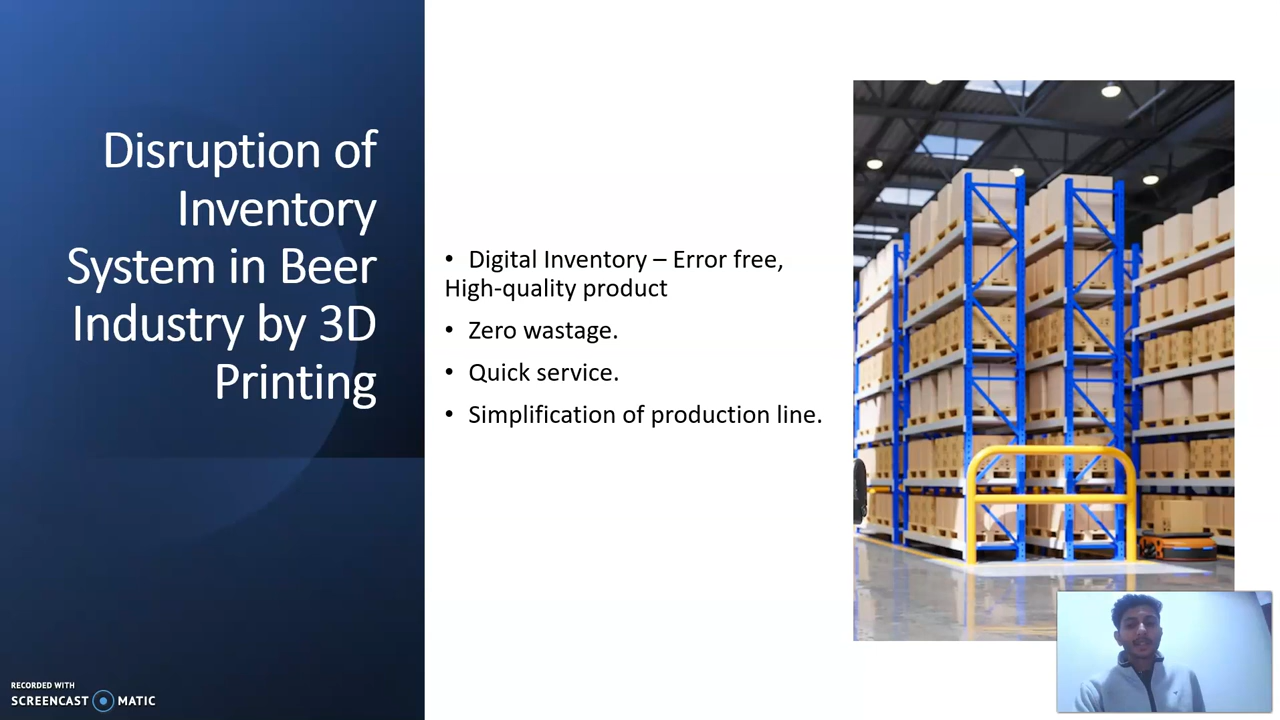 Disruption of
Inventory
System in Beer
Industry by 3D
Printing
• Digital Inventory – Error free,
High-quality product
• Zero wastage.
• Quick service.
• Simplification of production line.
RECORDED WITH
SCREENCAST MATIC